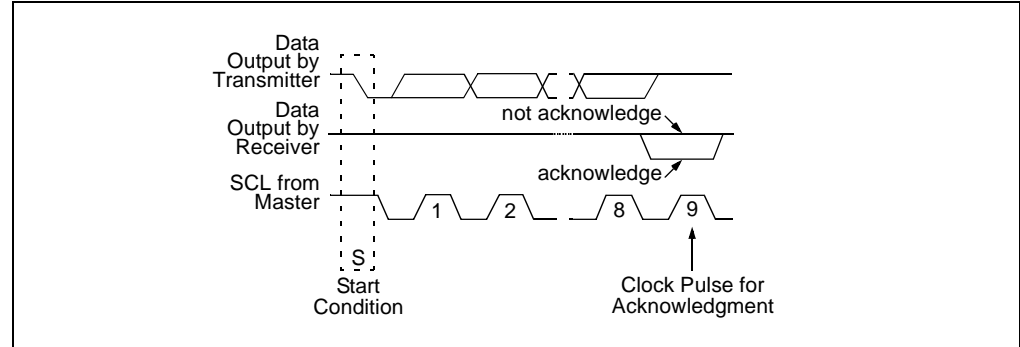 Data
Output by
Transmitter
Data
Output by
Receiver
not acknowledge
acknowledge
SCL from
Master
1
2
8
9
S
Start
Condition
Clock Pulse for
Acknowledgment